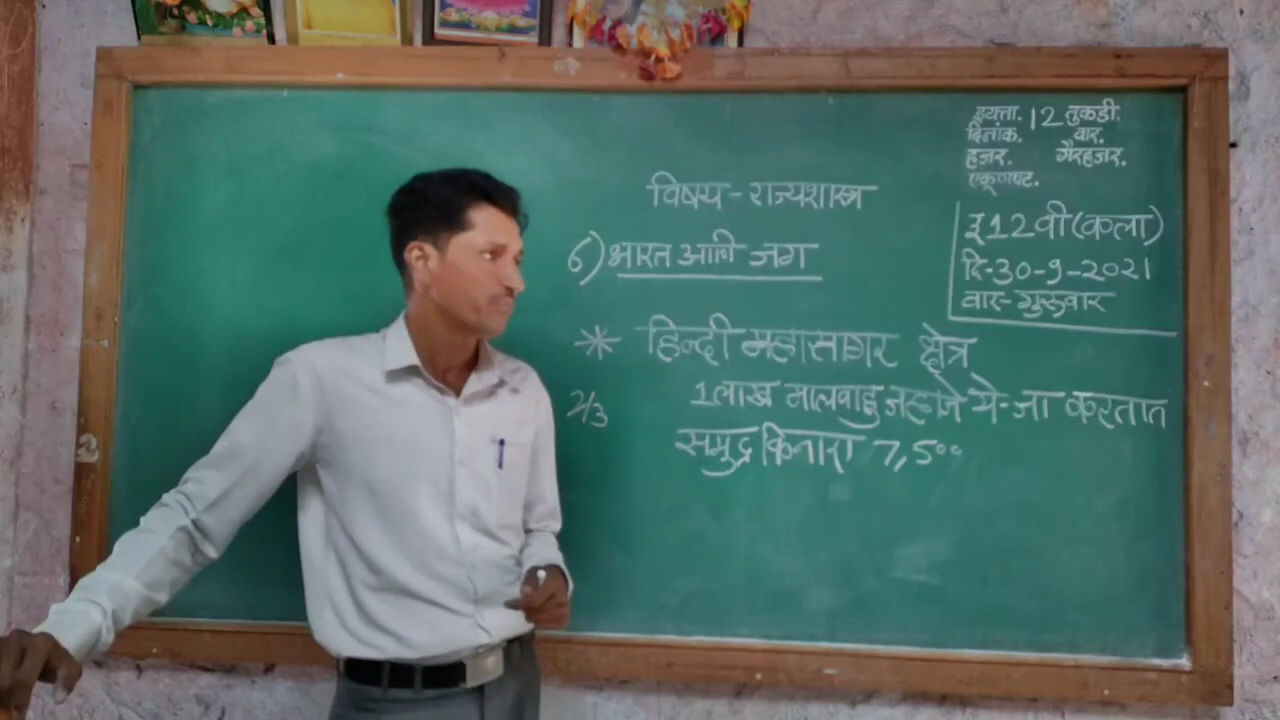 इयत्ता. 12 तुकडी.
दिनांक. वार.
हजर. गैरहजर.
एकूणपट.
विषय - राज्यशास्त्र
इ 12 वी (कला)
दि-30-9-2021
वार- गुरुवार
6) भारत आणि जग
* हिन्दी महासागर क्षेत्र
2/3 1 लाख मालवाहु जहाजे ये-जा करतात
समुद्र किनारा 7,500